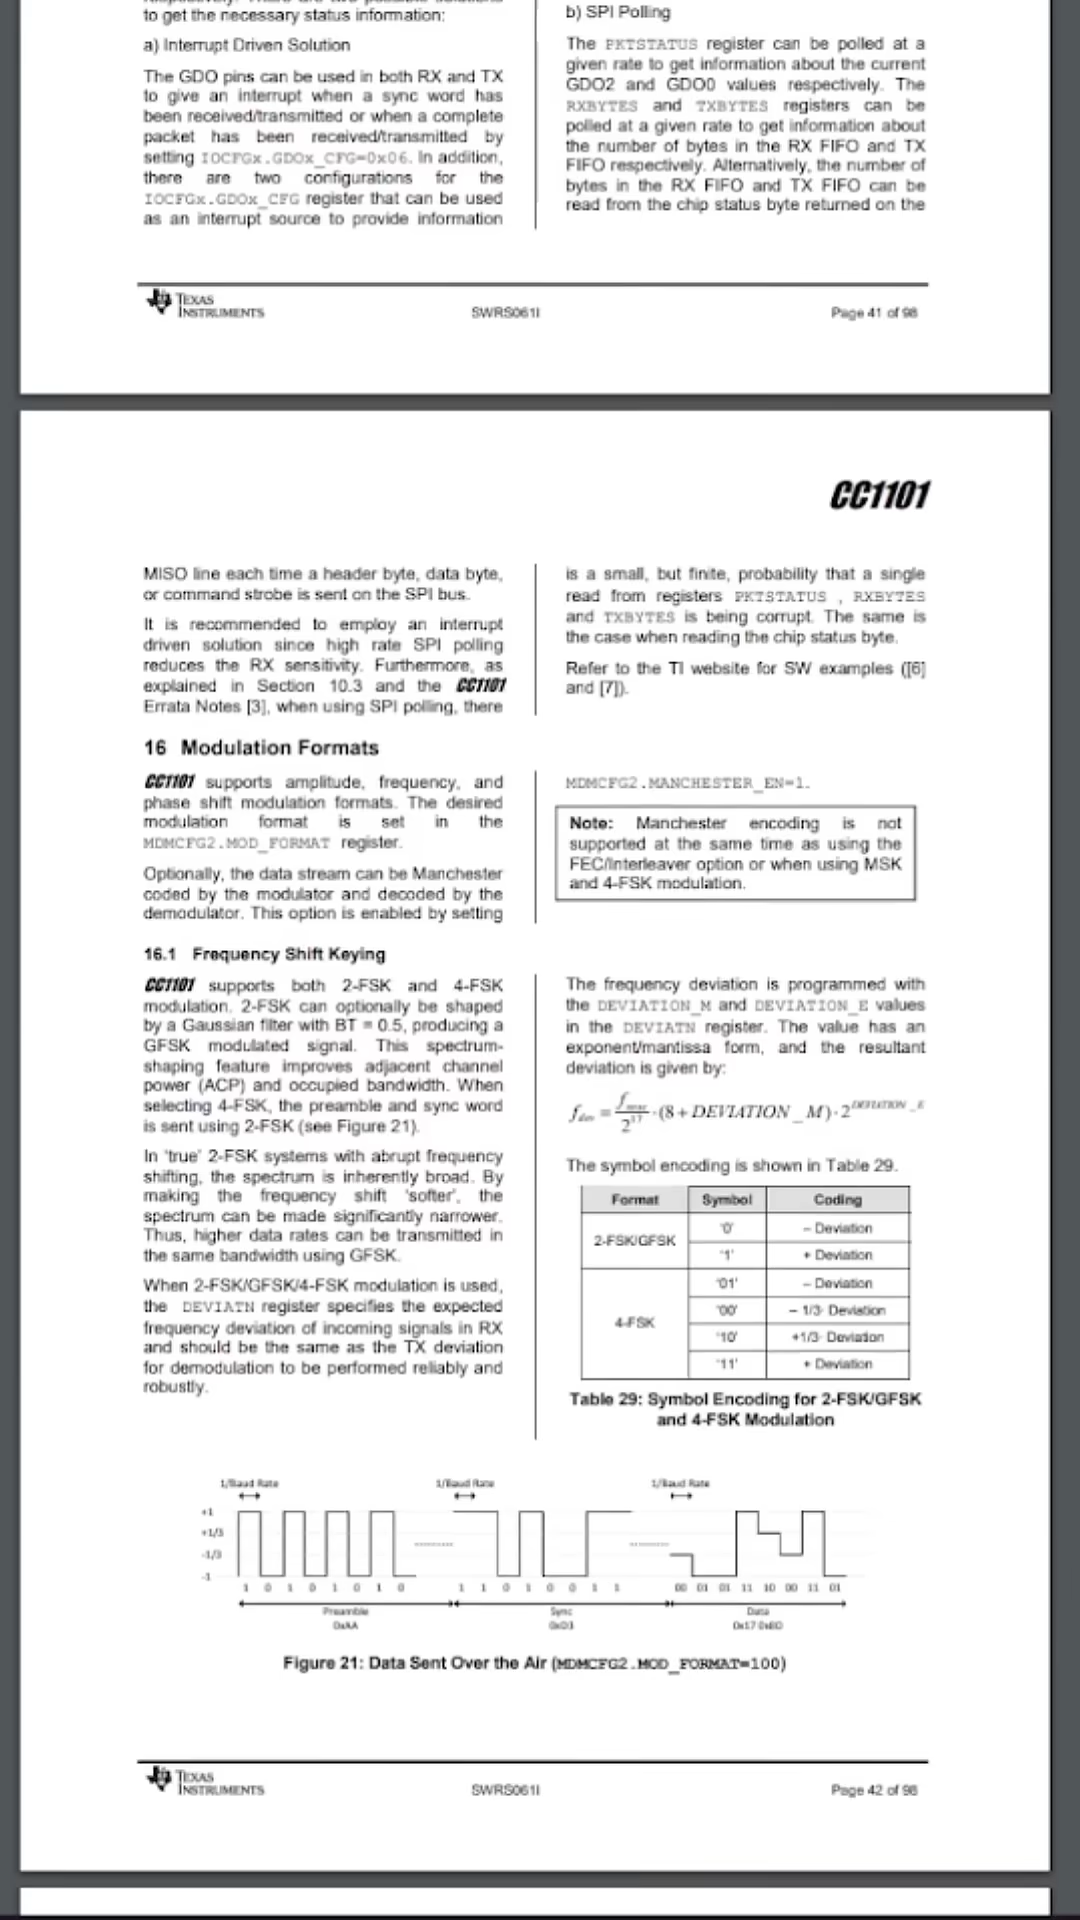 to get the necessary status information:
a) Interrupt Driven Solution
The GDO pins can be used in both RX and TX
to give an interrupt when a sync word has
been received/transmitted or when a complete
packet has been received/transmitted by
setting IOCFGx.GDOx_CFG=0x06. In addition,
there are two configurations for the
IOCFGx.GDOx_CFG register that can be used
as an interrupt source to provide information
b) SPI Polling
The PKTSTATUS register can be polled at a
given rate to get information about the current
GDO2 and GDO0 values respectively. The
RXBYTES and TXBYTES registers can be
polled at a given rate to get information about
the number of bytes in the RX FIFO and TX
FIFO respectively. Alternatively, the number of
bytes in the RX FIFO and TX FIFO can be
read from the chip status byte returned on the
TEXAS
INSTRUMENTS
SWRS061I
Page 41 of 98
CC1101
MISO line each time a header byte, data byte,
or command strobe is sent on the SPI bus.
It is recommended to employ an interrupt
driven solution since high rate SPI polling
reduces the RX sensitivity. Furthermore, as
explained in Section 10.3 and the CC1101
Errata Notes [3], when using SPI polling, there
is a small, but finite, probability that a single
read from registers PKTSTATUS , RXBYTES
and TXBYTES is being corrupt. The same is
the case when reading the chip status byte.
Refer to the TI website for SW examples ([6]
and [7]).
16 Modulation Formats
CC1101 supports amplitude, frequency, and
phase shift modulation formats. The desired
modulation format is set in the
MDMCFG2.MOD_FORMAT register.
Optionally, the data stream can be Manchester
coded by the modulator and decoded by the
demodulator. This option is enabled by setting
MDMCFG2.MANCHESTER_EN=1.
Note: Manchester encoding is not
supported at the same time as using the
FEC/Interleaver option or when using MSK
and 4-FSK modulation.
16.1 Frequency Shift Keying
CC1101 supports both 2-FSK and 4-FSK
modulation. 2-FSK can optionally be shaped
by a Gaussian filter with BT = 0.5, producing a
GFSK modulated signal. This spectrum-
shaping feature improves adjacent channel
power (ACP) and occupied bandwidth. When
selecting 4-FSK, the preamble and sync word
is sent using 2-FSK (see Figure 21).
In 'true' 2-FSK systems with abrupt frequency
shifting, the spectrum is inherently broad. By
making the frequency shift 'softer', the
spectrum can be made significantly narrower.
Thus, higher data rates can be transmitted in
the same bandwidth using GFSK.
When 2-FSK/GFSK/4-FSK modulation is used,
the DEVIATN register specifies the expected
frequency deviation of incoming signals in RX
and should be the same as the TX deviation
for demodulation to be performed reliably and
robustly.
The frequency deviation is programmed with
the DEVIATION_M and DEVIATION_E values
in the DEVIATN register. The value has an
exponent/mantissa form, and the resultant
deviation is given by:
f_dev = f_xosc / 2^17 · (8 + DEVIATION_M) · 2^DEVIATION_E
The symbol encoding is shown in Table 29.
Format Symbol Coding
2-FSK/GFSK '0' – Deviation
'1' + Deviation
4-FSK '01' – Deviation
'00' – 1/3· Deviation
'10' +1/3· Deviation
'11' + Deviation
Table 29: Symbol Encoding for 2-FSK/GFSK
and 4-FSK Modulation
1/Baud Rate 1/Baud Rate 1/Baud Rate
+1
+1/3
-1/3
-1
1 0 1 0 1 0 1 0 1 1 0 1 0 0 1 1 00 01 01 11 10 00 11 01
Preamble Sync Data
0xAA 0xD3 0x17 0x8D
Figure 21: Data Sent Over the Air (MDMCFG2.MOD_FORMAT=100)
TEXAS
INSTRUMENTS
SWRS061I
Page 42 of 98